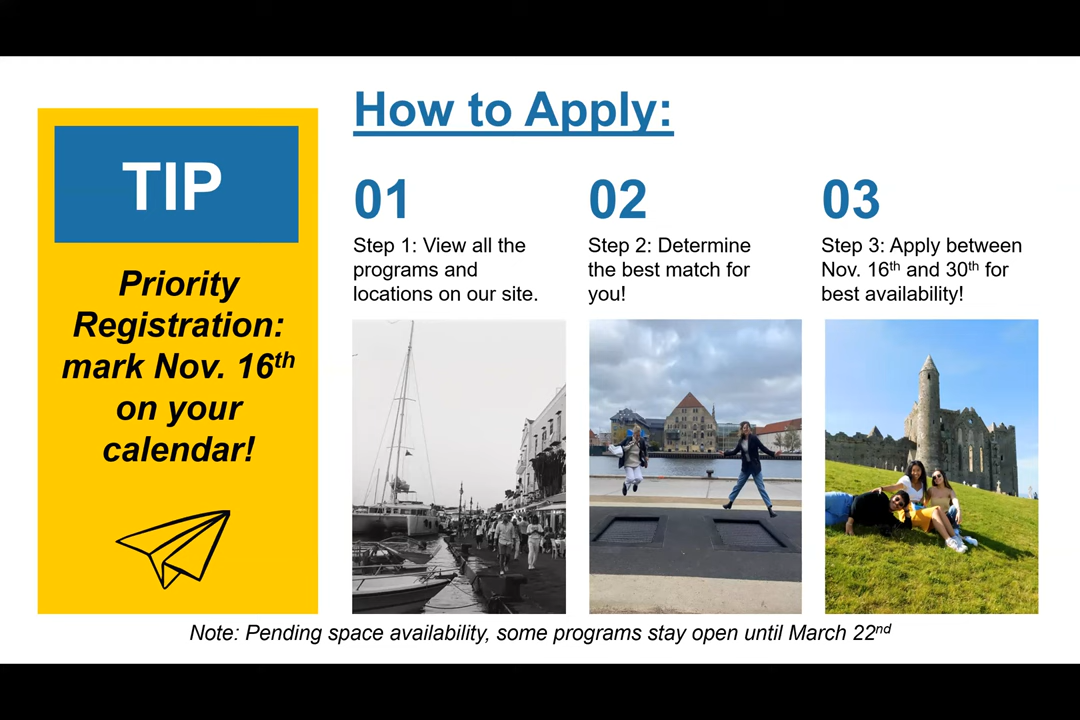 How to Apply:
TIP
Priority
Registration:
mark Nov. 16th
on your
calendar!
01
Step 1: View all the
programs and
locations on our site.
02
Step 2: Determine
the best match for
you!
03
Step 3: Apply between
Nov. 16th and 30th for
best availability!
Note: Pending space availability, some programs stay open until March 22nd